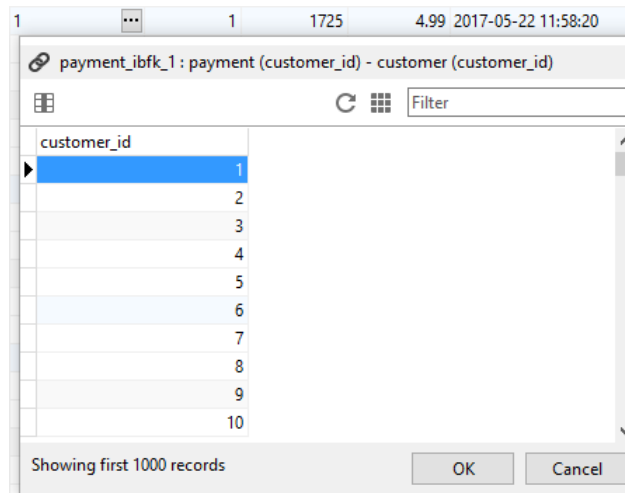 1 ... 1 1725 4.99 2017-05-22 11:58:20
payment_ibfk_1 : payment (customer_id) - customer (customer_id)
Filter
customer_id
1
2
3
4
5
6
7
8
9
10
Showing first 1000 records
OK Cancel